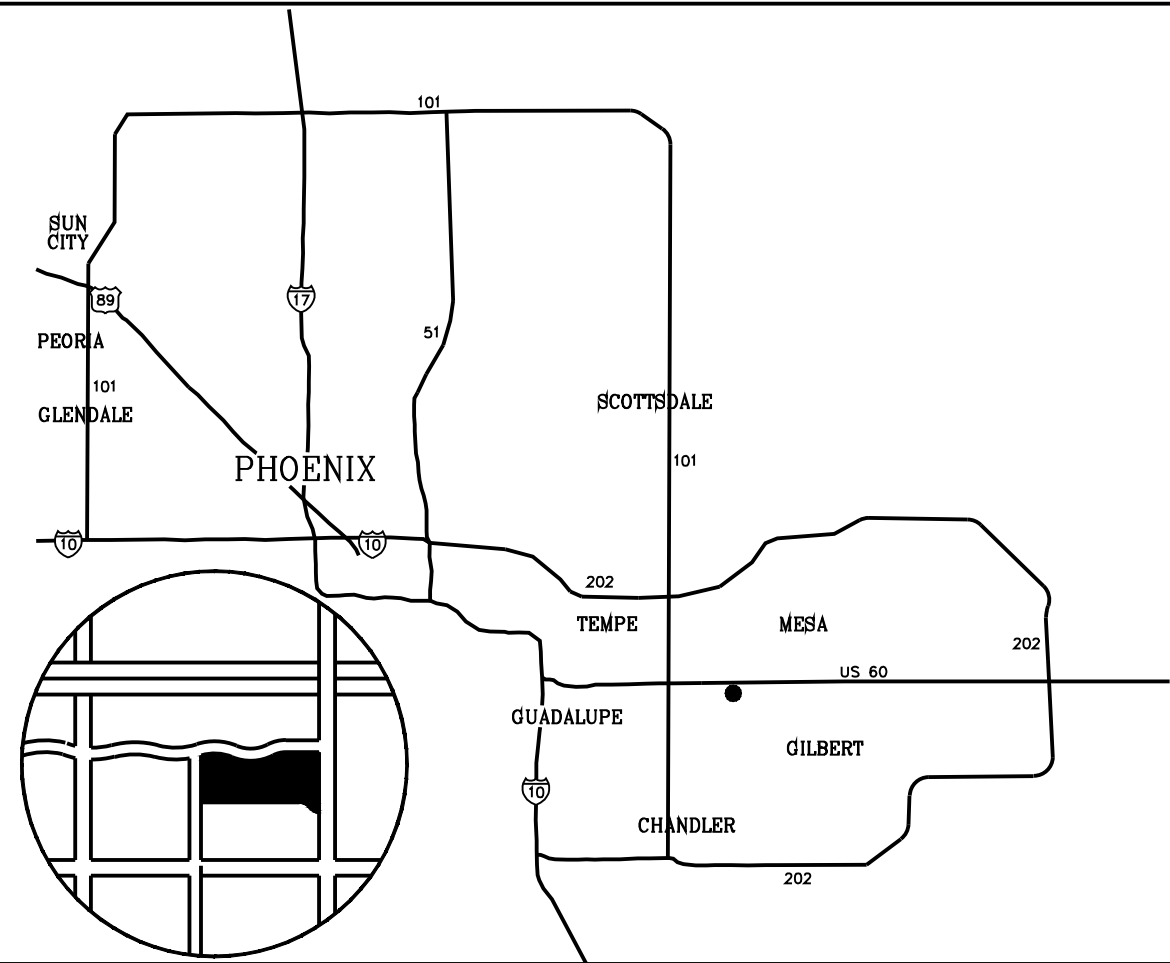 101
SUN
CITY
89
17
51
PEORIA
101
GLENDALE
SCOTTSDALE
101
PHOENIX
10
10
202
TEMPE
MESA
202
US 60
GUADALUPE
GILBERT
10
CHANDLER
202